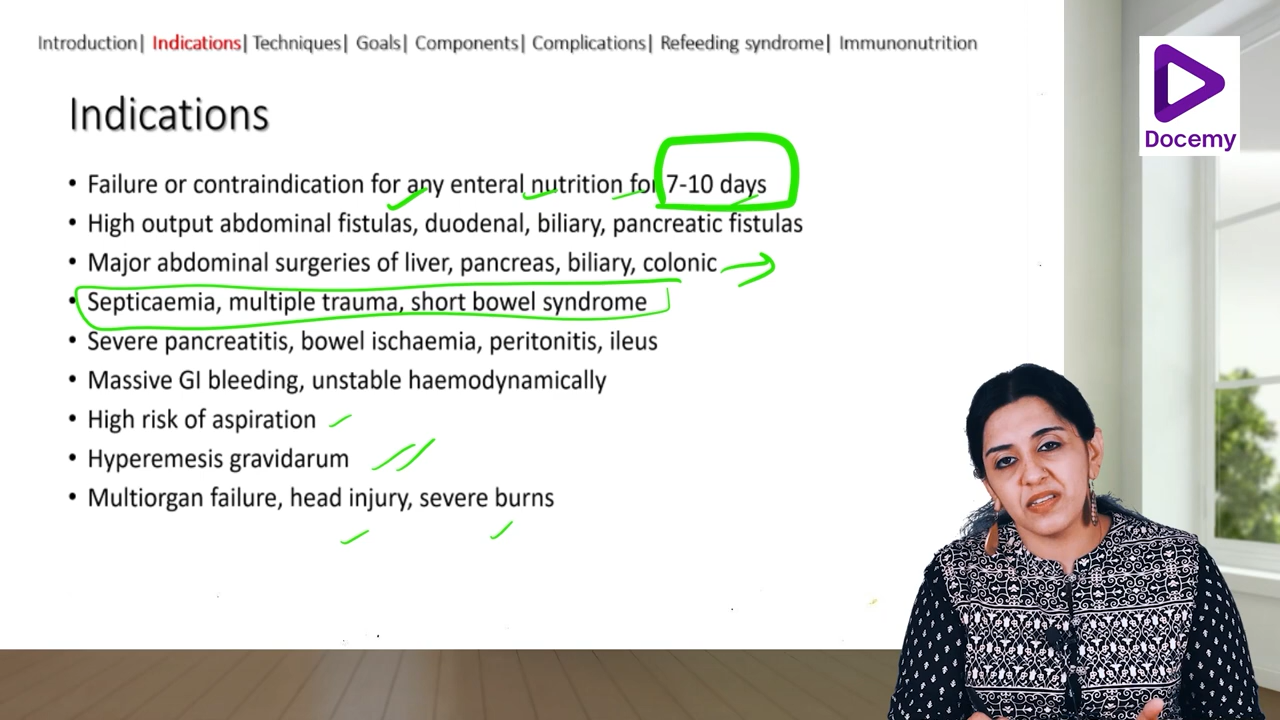 Introduction| Indications| Techniques| Goals| Components| Complications| Refeeding syndrome| Immunonutrition
Docemy
Indications
• Failure or contraindication for any enteral nutrition for 7-10 days
• High output abdominal fistulas, duodenal, biliary, pancreatic fistulas
• Major abdominal surgeries of liver, pancreas, biliary, colonic
• Septicaemia, multiple trauma, short bowel syndrome
• Severe pancreatitis, bowel ischaemia, peritonitis, ileus
• Massive GI bleeding, unstable haemodynamically
• High risk of aspiration
• Hyperemesis gravidarum
• Multiorgan failure, head injury, severe burns